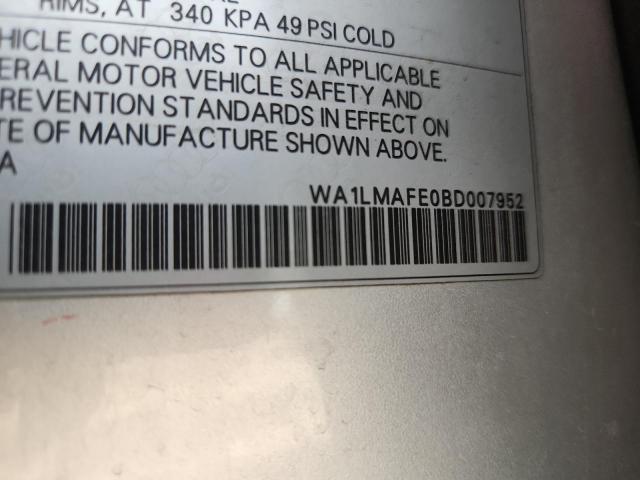 RIMS, AT 340 KPA 49 PSI COLD
EHICLE CONFORMS TO ALL APPLICABLE
ERAL MOTOR VEHICLE SAFETY AND
REVENTION STANDARDS IN EFFECT ON
TE OF MANUFACTURE SHOWN ABOVE.
A
WA1LMAFE0BD007952